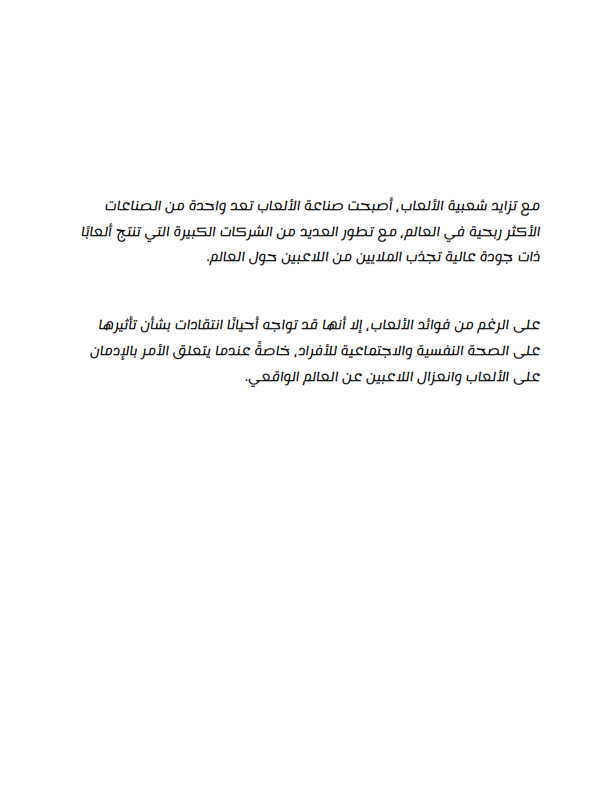 مع تزايد شعبية الألعاب، أصبحت صناعة الألعاب تعد واحدة من الصناعات
الأكثر ربحية في العالم، مع تطور العديد من الشركات الكبيرة التي تنتج ألعابًا
ذات جودة عالية تجذب الملايين من اللاعبين حول العالم.
على الرغم من فوائد الألعاب، إلا أنها قد تواجه أحيانًا انتقادات بشأن تأثيرها
على الصحة النفسية والاجتماعية للأفراد، خاصةً عندما يتعلق الأمر بالإدمان
على الألعاب وانعزال اللاعبين عن العالم الواقعي.